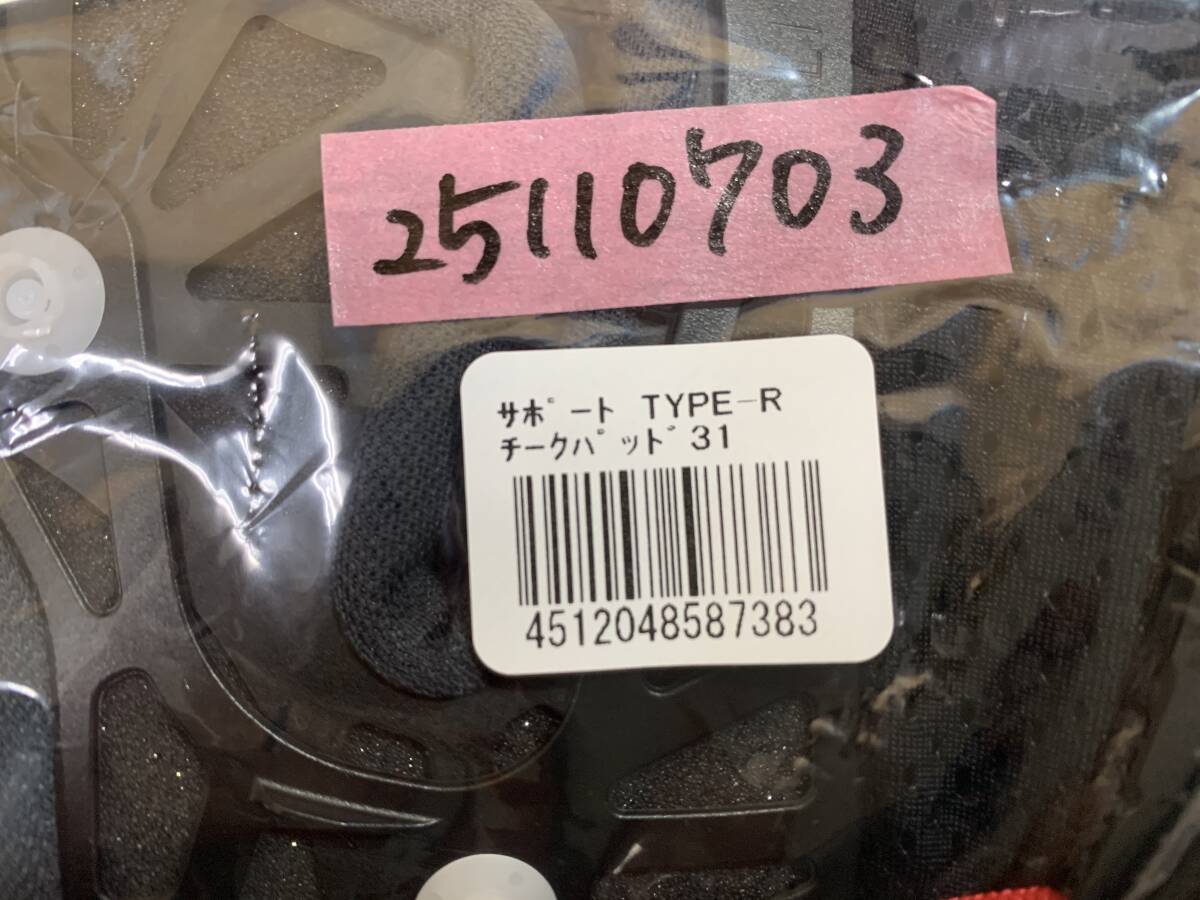 25110703
ｻﾎﾟｰﾄ TYPE-R
ﾁｰｸﾊﾟｯﾄﾞ31
4512048587383